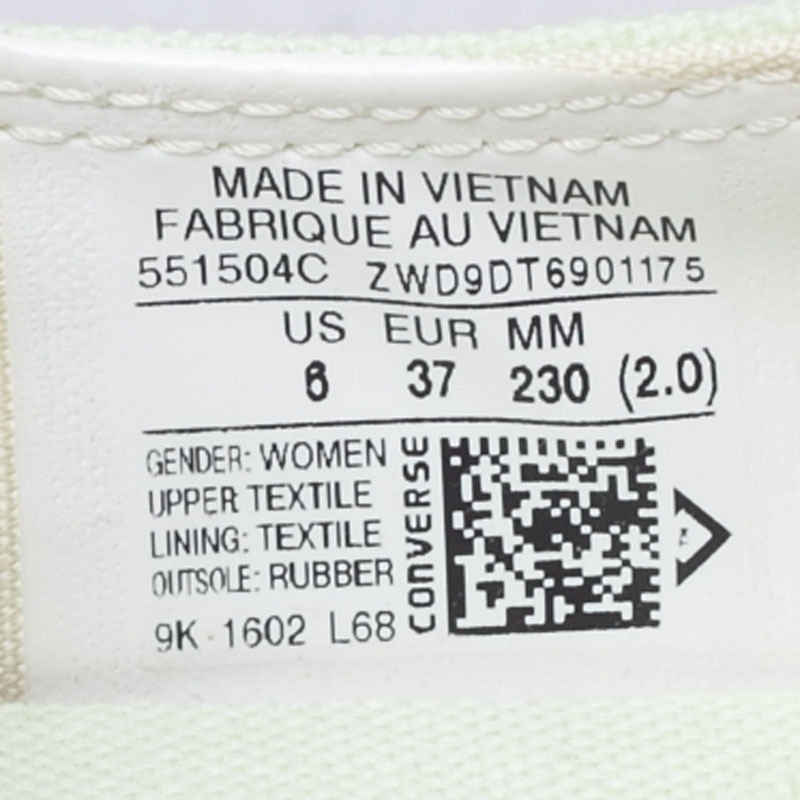 MADE IN VIETNAM
FABRIQUE AU VIETNAM
551504C ZWD9DT6901175
US EUR MM
6 37 230 (2.0)
GENDER: WOMEN
UPPER TEXTILE
LINING: TEXTILE
OUTSOLE: RUBBER
9K 1602 L68
CONVERSE